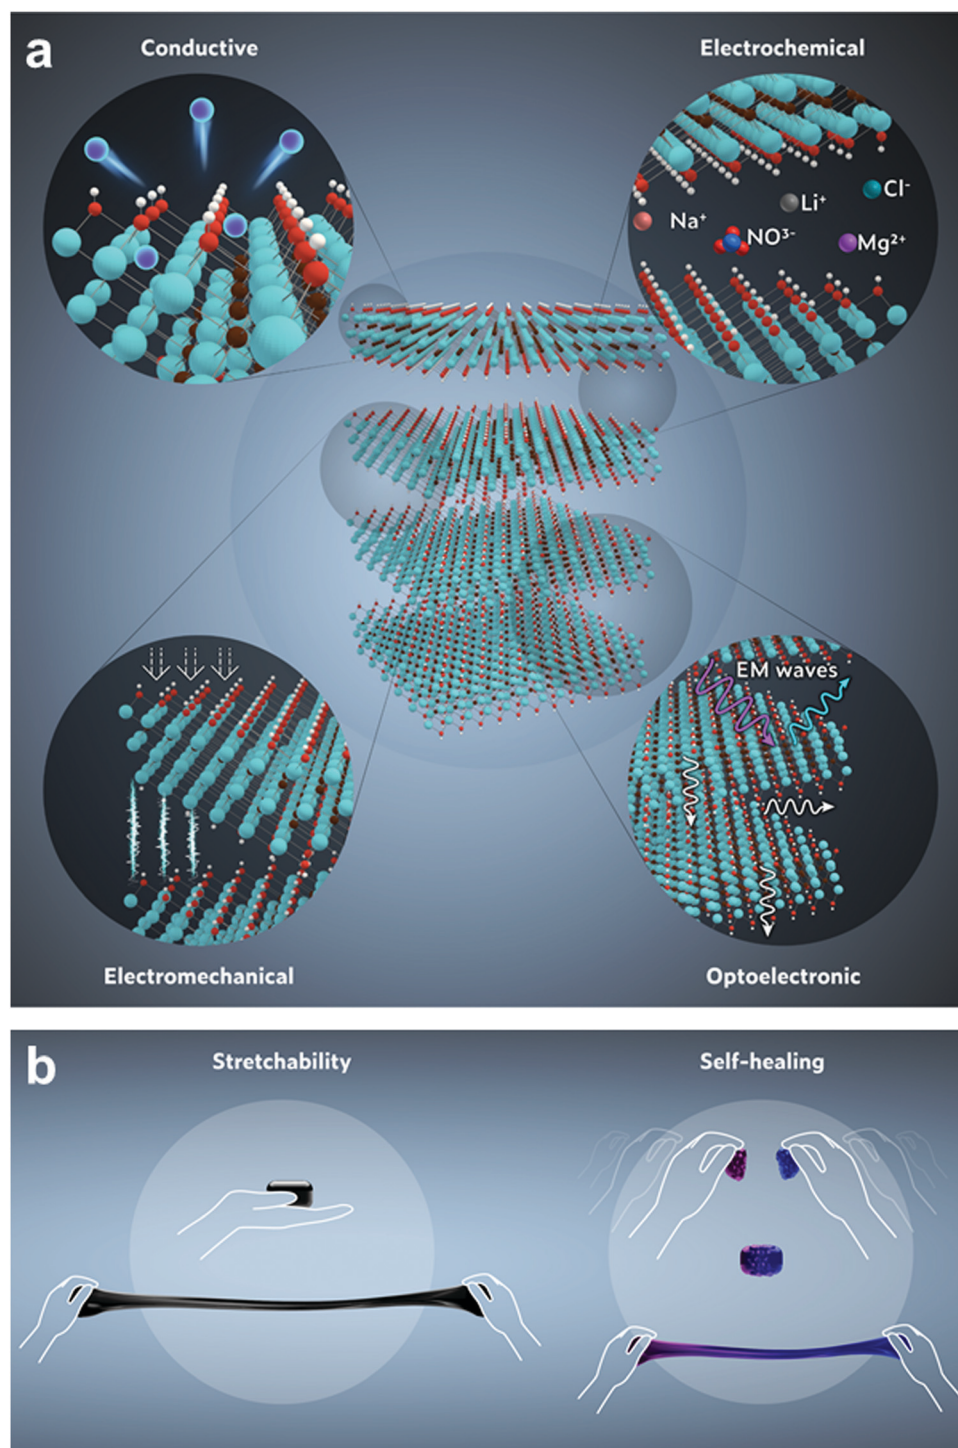 a
Conductive
Electrochemical
Cl⁻
Li⁺
Na⁺
NO³⁻
Mg²⁺
EM waves
Electromechanical
Optoelectronic
b
Stretchability
Self-healing